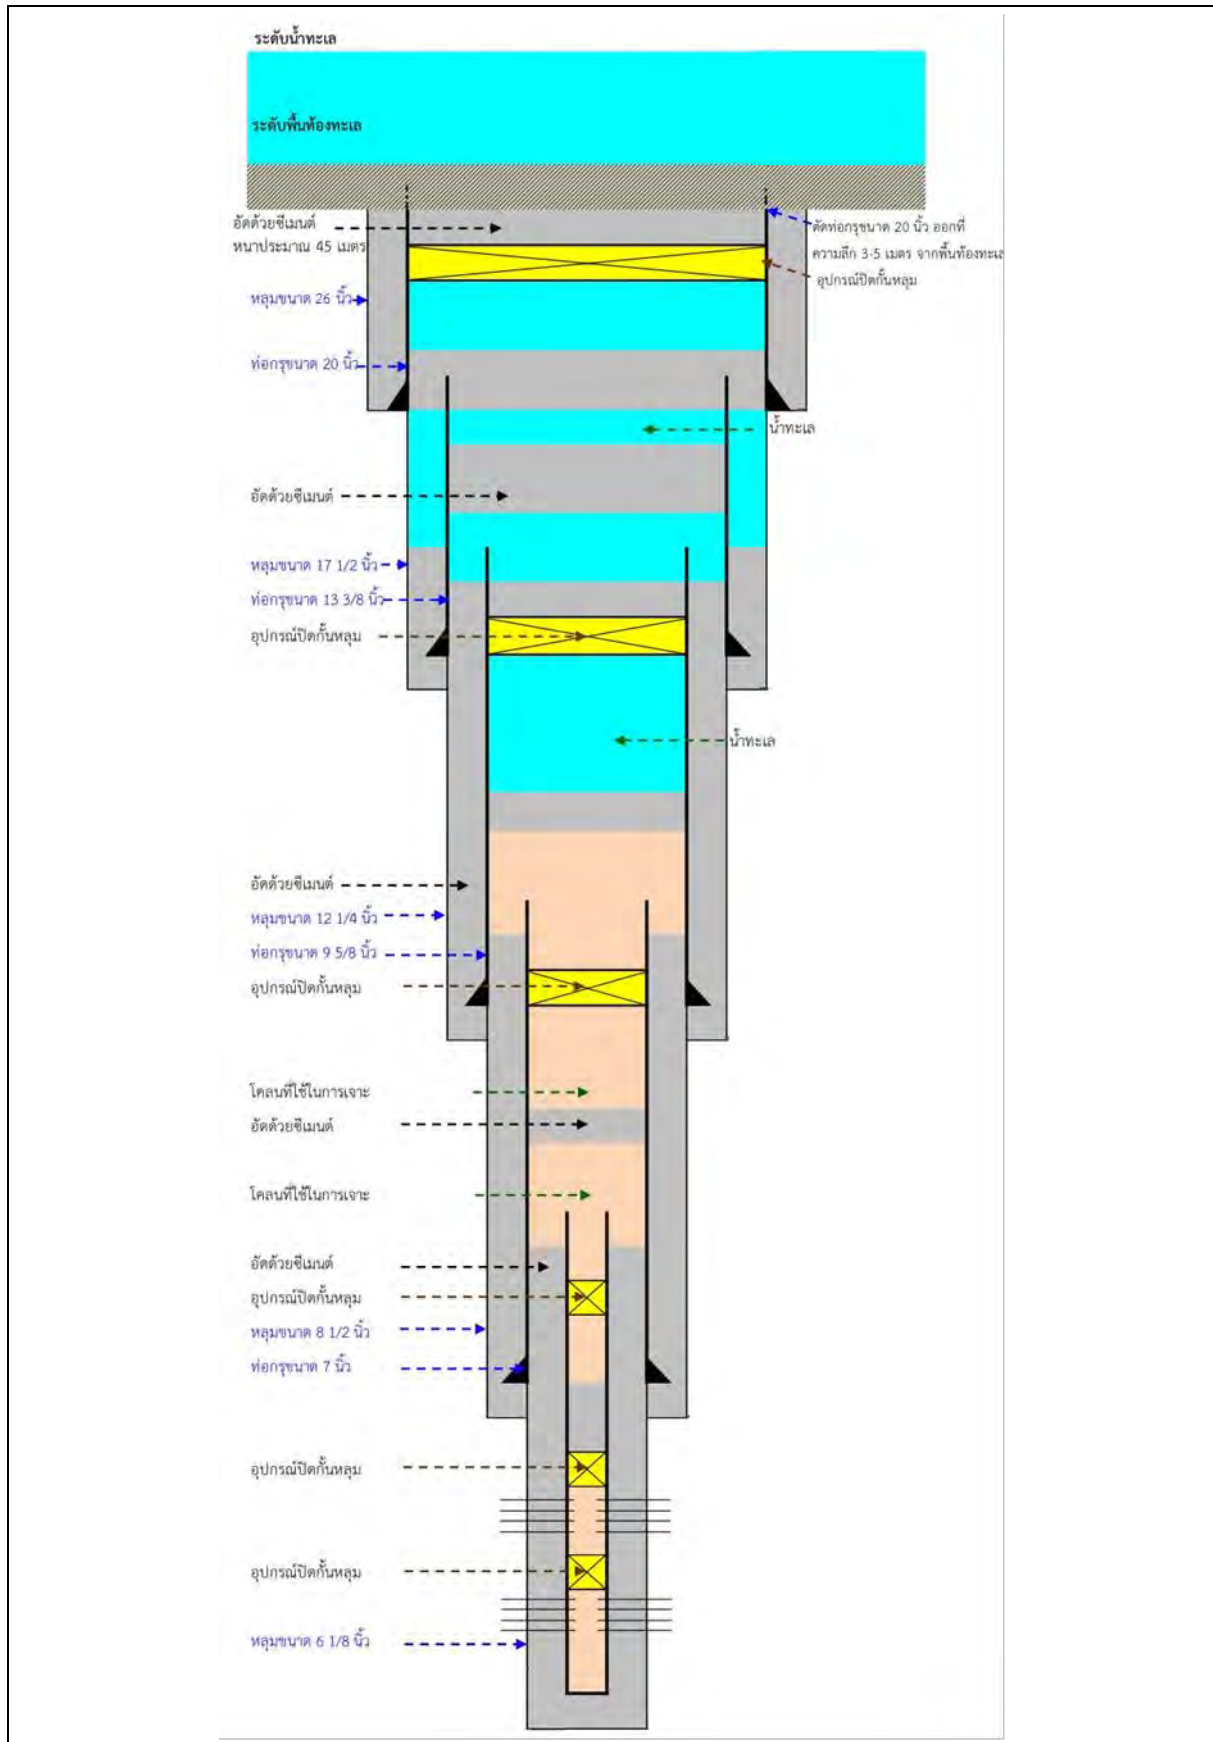 ระดับน้ำทะเล
ระดับพื้นท้องทะเล
อัดด้วยซีเมนต์
หนาประมาณ 45 เมตร
ตัดท่อกรุขนาด 20 นิ้ว ออกที่
ความลึก 3-5 เมตร จากพื้นท้องทะเล
อุปกรณ์ปิดกั้นหลุม
หลุมขนาด 26 นิ้ว
ท่อกรุขนาด 20 นิ้ว
น้ำทะเล
อัดด้วยซีเมนต์
หลุมขนาด 17 1/2 นิ้ว
ท่อกรุขนาด 13 3/8 นิ้ว
อุปกรณ์ปิดกั้นหลุม
น้ำทะเล
อัดด้วยซีเมนต์
หลุมขนาด 12 1/4 นิ้ว
ท่อกรุขนาด 9 5/8 นิ้ว
อุปกรณ์ปิดกั้นหลุม
โคลนที่ใช้ในการเจาะ
อัดด้วยซีเมนต์
โคลนที่ใช้ในการเจาะ
อัดด้วยซีเมนต์
อุปกรณ์ปิดกั้นหลุม
หลุมขนาด 8 1/2 นิ้ว
ท่อกรุขนาด 7 นิ้ว
อุปกรณ์ปิดกั้นหลุม
อุปกรณ์ปิดกั้นหลุม
หลุมขนาด 6 1/8 นิ้ว